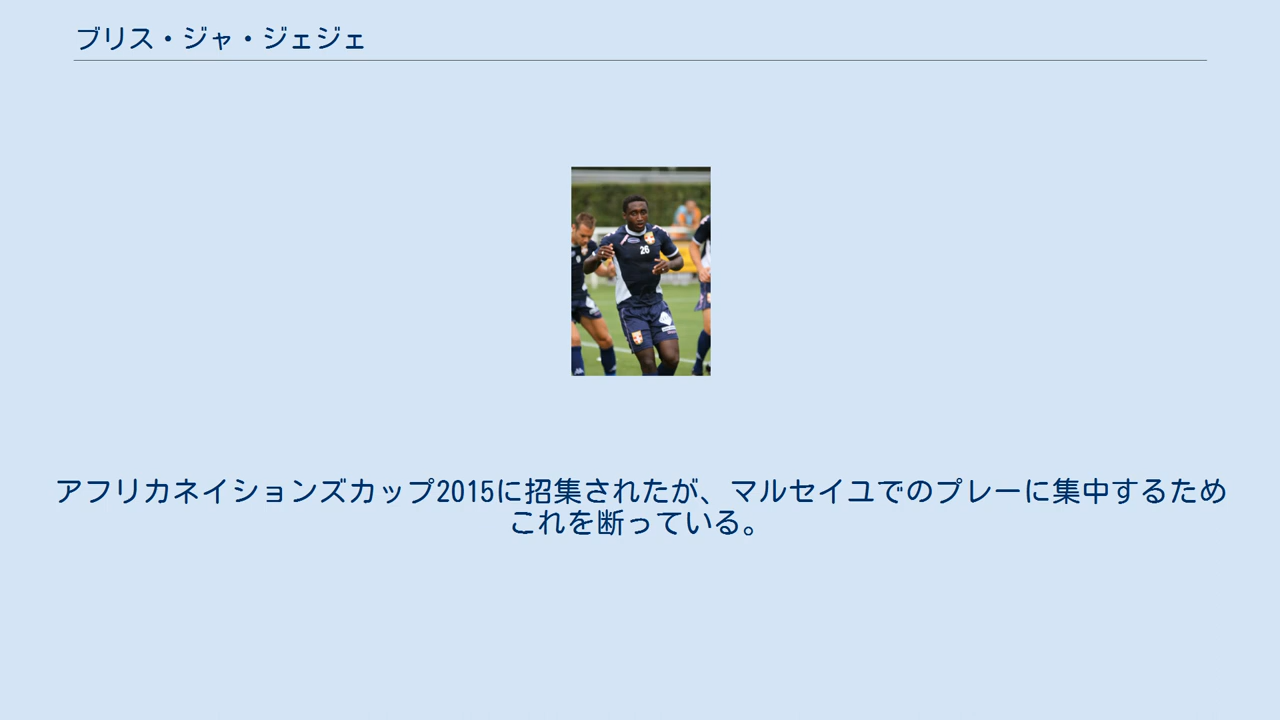 ブリス・ジャ・ジェジェ
26
アフリカネイションズカップ2015に招集されたが、マルセイユでのプレーに集中するため
これを断っている。